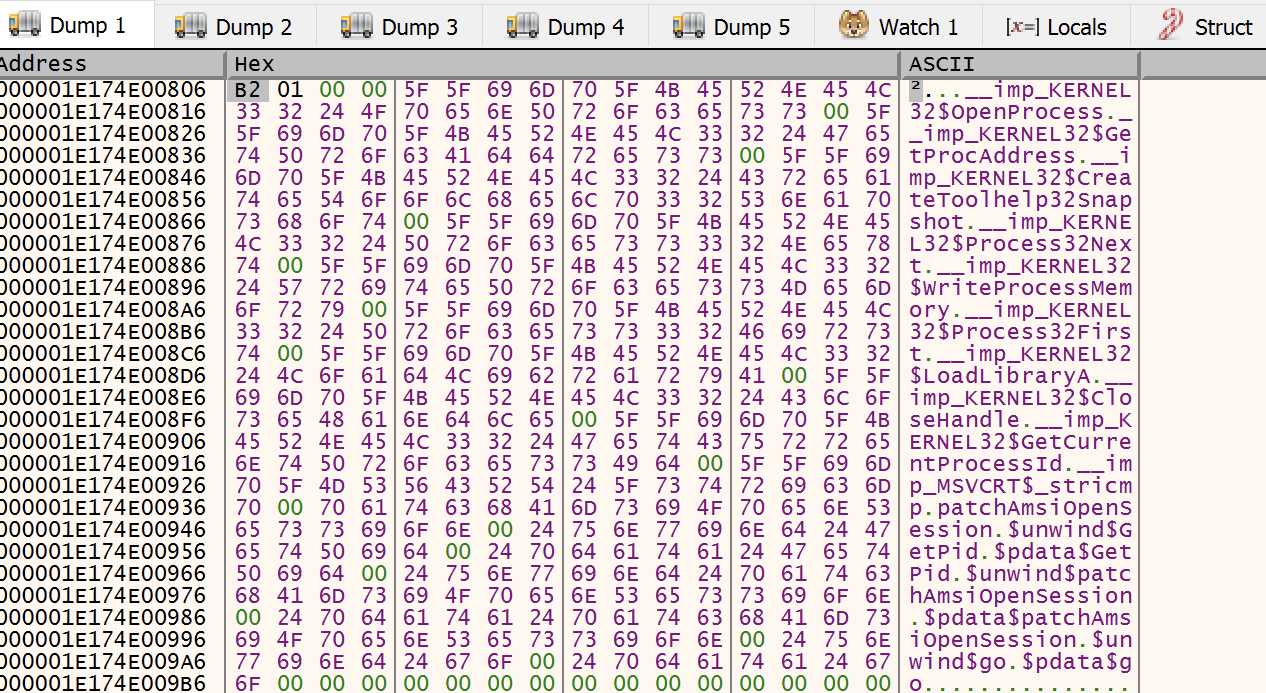 Dump 1 Dump 2 Dump 3 Dump 4 Dump 5 Watch 1 [x=] Locals Struct
Address Hex ASCII
000001E174E00806 B2 01 00 00 5F 5F 69 6D 70 5F 4B 45 52 4E 45 4C ²...__imp_KERNEL
000001E174E00816 33 32 24 4F 70 65 6E 50 72 6F 63 65 73 73 00 5F 32$OpenProcess._
000001E174E00826 5F 69 6D 70 5F 4B 45 52 4E 45 4C 33 32 24 47 65 _imp_KERNEL32$Ge
000001E174E00836 74 50 72 6F 63 41 64 64 72 65 73 73 00 5F 5F 69 tProcAddress.__i
000001E174E00846 6D 70 5F 4B 45 52 4E 45 4C 33 32 24 43 72 65 61 mp_KERNEL32$Crea
000001E174E00856 74 65 54 6F 6F 6C 68 65 6C 70 33 32 53 6E 61 70 teToolhelp32Snap
000001E174E00866 73 68 6F 74 00 5F 5F 69 6D 70 5F 4B 45 52 4E 45 shot.__imp_KERNE
000001E174E00876 4C 33 32 24 50 72 6F 63 65 73 73 33 32 4E 65 78 L32$Process32Nex
000001E174E00886 74 00 5F 5F 69 6D 70 5F 4B 45 52 4E 45 4C 33 32 t.__imp_KERNEL32
000001E174E00896 24 57 72 69 74 65 50 72 6F 63 65 73 73 4D 65 6D $WriteProcessMem
000001E174E008A6 6F 72 79 00 5F 5F 69 6D 70 5F 4B 45 52 4E 45 4C ory.__imp_KERNEL
000001E174E008B6 33 32 24 50 72 6F 63 65 73 73 33 32 46 69 72 73 32$Process32Firs
000001E174E008C6 74 00 5F 5F 69 6D 70 5F 4B 45 52 4E 45 4C 33 32 t.__imp_KERNEL32
000001E174E008D6 24 4C 6F 61 64 4C 69 62 72 61 72 79 41 00 5F 5F $LoadLibraryA.__
000001E174E008E6 69 6D 70 5F 4B 45 52 4E 45 4C 33 32 24 43 6C 6F imp_KERNEL32$Clo
000001E174E008F6 73 65 48 61 6E 64 6C 65 00 5F 5F 69 6D 70 5F 4B seHandle.__imp_K
000001E174E00906 45 52 4E 45 4C 33 32 24 47 65 74 43 75 72 72 65 ERNEL32$GetCurre
000001E174E00916 6E 74 50 72 6F 63 65 73 73 49 64 00 5F 5F 69 6D ntProcessId.__im
000001E174E00926 70 5F 4D 53 56 43 52 54 24 5F 73 74 72 69 63 6D p_MSVCRT$_stricm
000001E174E00936 70 00 70 61 74 63 68 41 6D 73 69 4F 70 65 6E 53 p.patchAmsiOpenS
000001E174E00946 65 73 73 69 6F 6E 00 24 75 6E 77 69 6E 64 24 47 ession.$unwind$G
000001E174E00956 65 74 50 69 64 00 24 70 64 61 74 61 24 47 65 74 etPid.$pdata$Get
000001E174E00966 50 69 64 00 24 75 6E 77 69 6E 64 24 70 61 74 63 Pid.$unwind$patc
000001E174E00976 68 41 6D 73 69 4F 70 65 6E 53 65 73 73 69 6F 6E hAmsiOpenSession
000001E174E00986 00 24 70 64 61 74 61 24 70 61 74 63 68 41 6D 73 .$pdata$patchAms
000001E174E00996 69 4F 70 65 6E 53 65 73 73 69 6F 6E 00 24 75 6E iOpenSession.$un
000001E174E009A6 77 69 6E 64 24 67 6F 00 24 70 64 61 74 61 24 67 wind$go.$pdata$g
000001E174E009B6 6F 00 00 00 00 00 00 00 00 00 00 00 00 00 00 00 o...............